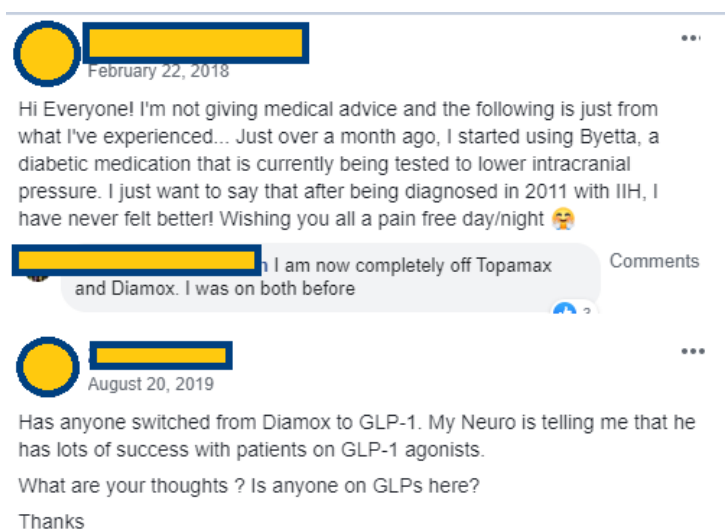 February 22, 2018
Hi Everyone! I'm not giving medical advice and the following is just from
what I've experienced... Just over a month ago, I started using Byetta, a
diabetic medication that is currently being tested to lower intracranial
pressure. I just want to say that after being diagnosed in 2011 with IIH, I
have never felt better! Wishing you all a pain free day/night 🤗
I am now completely off Topamax
and Diamox. I was on both before
Comments
August 20, 2019
Has anyone switched from Diamox to GLP-1. My Neuro is telling me that he
has lots of success with patients on GLP-1 agonists.
What are your thoughts ? Is anyone on GLPs here?
Thanks